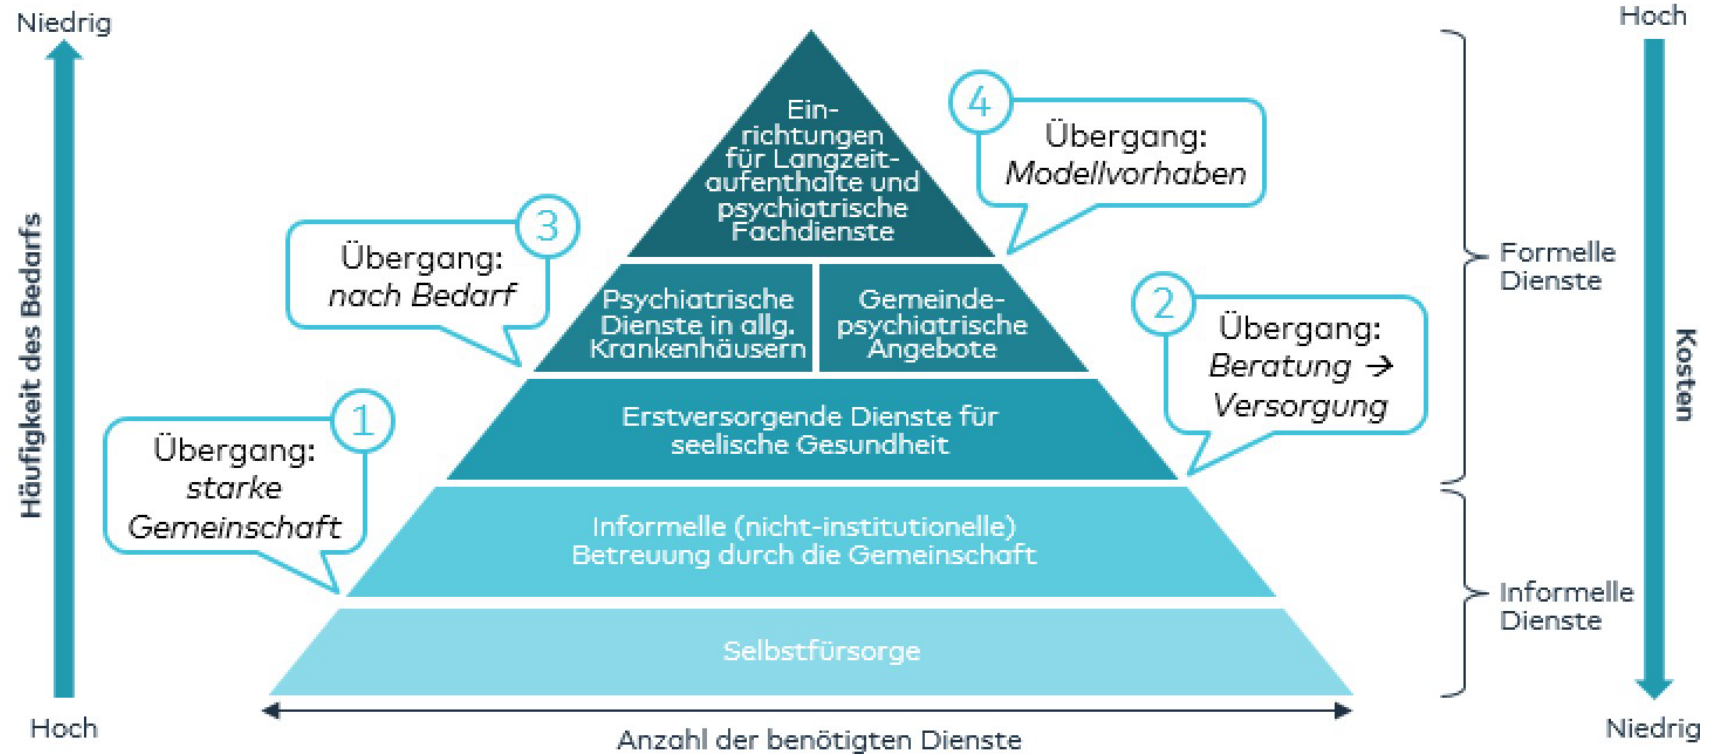 Niedrig
Hoch
Häufigkeit des Bedarfs
Hoch
Ein-
richtungen
für Langzeit-
aufenthalte und
psychiatrische
Fachdienste
4
Übergang:
Modellvorhaben
3
Übergang:
nach Bedarf
Psychiatrische
Dienste in allg.
Krankenhäusern
Gemeinde-
psychiatrische
Angebote
2
Übergang:
Beratung →
Versorgung
Erstversorgende Dienste für
seelische Gesundheit
1
Übergang:
starke
Gemeinschaft
Informelle (nicht-institutionelle)
Betreuung durch die Gemeinschaft
Selbstfürsorge
Anzahl der benötigten Dienste
Formelle
Dienste
Informelle
Dienste
Kosten
Niedrig